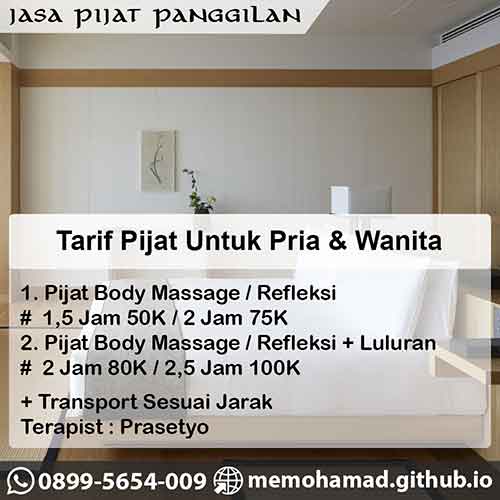 JASA PIJAT PANGGILAN
Tarif Pijat Untuk Pria & Wanita
1. Pijat Body Massage / Refleksi
# 1,5 Jam 50K / 2 Jam 75K
2. Pijat Body Massage / Refleksi + Luluran
# 2 Jam 80K / 2,5 Jam 100K
+ Transport Sesuai Jarak
Terapist : Prasetyo
0899-5654-009 memohamad.github.io